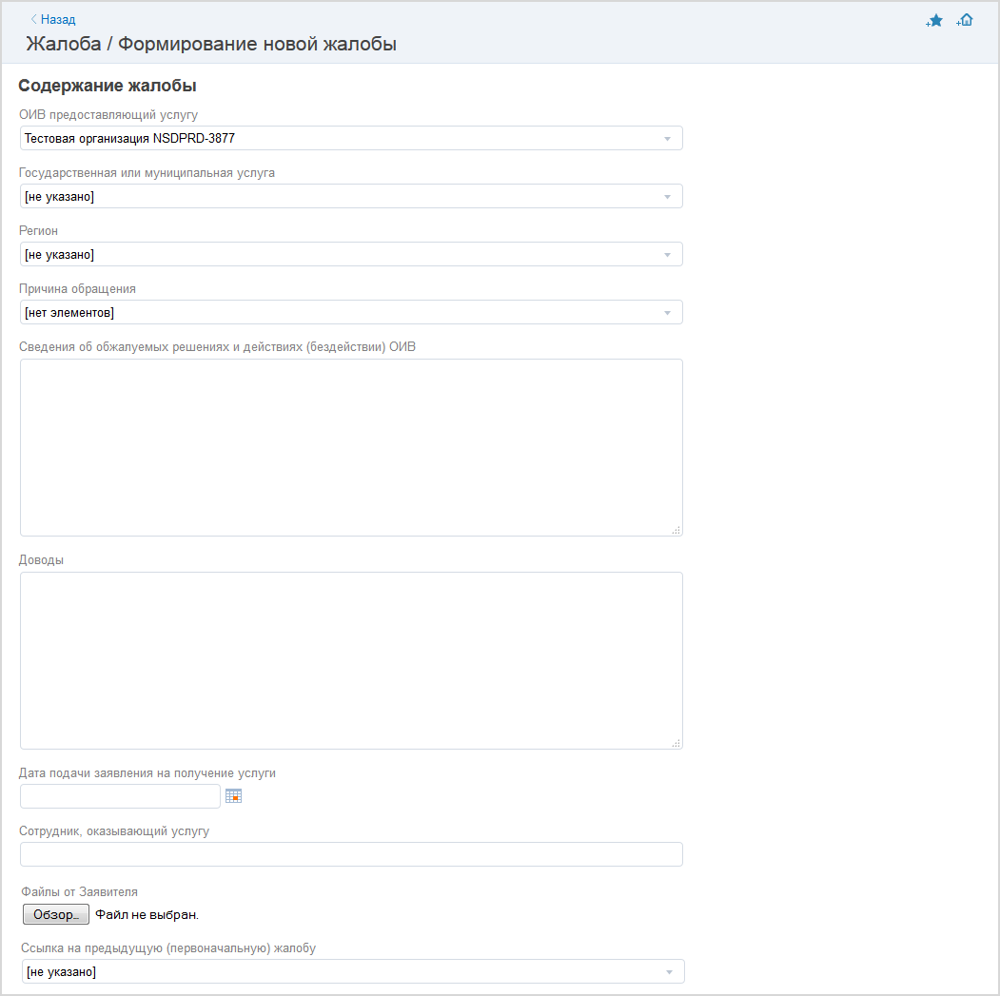 Назад
Жалоба / Формирование новой жалобы
Содержание жалобы
ОИВ предоставляющий услугу
Тестовая организация NSDPRD-3877
Государственная или муниципальная услуга
[не указано]
Регион
[не указано]
Причина обращения
[нет элементов]
Сведения об обжалуемых решениях и действиях (бездействии) ОИВ
Доводы
Дата подачи заявления на получение услуги
Сотрудник, оказывающий услугу
Файлы от Заявителя
Обзор... Файл не выбран.
Ссылка на предыдущую (первоначальную) жалобу
[не указано]